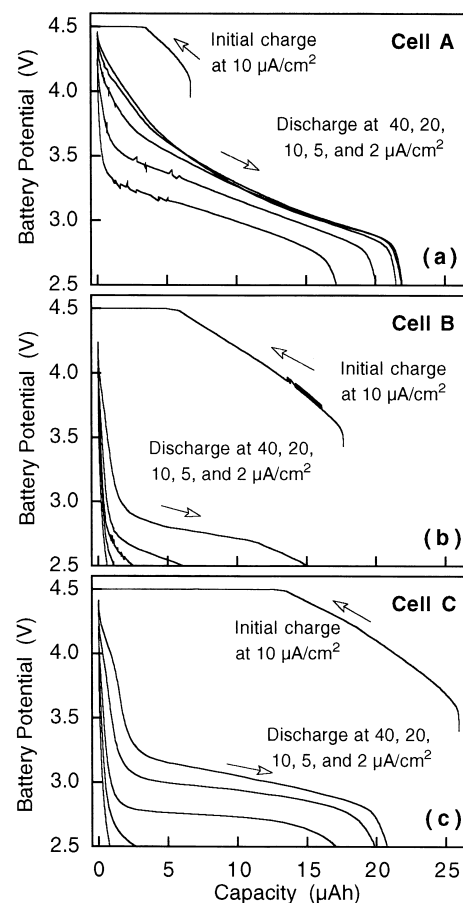 4.5
Initial charge
at 10 µA/cm²
Cell A
4.0
Discharge at 40, 20,
10, 5, and 2 µA/cm²
3.5
3.0
2.5
Battery Potential (V)
(a)
4.5
Cell B
4.0
Initial charge
at 10 µA/cm²
3.5
Discharge at 40, 20,
10, 5, and 2 µA/cm²
3.0
2.5
Battery Potential (V)
(b)
4.5
Cell C
Initial charge
at 10 µA/cm²
4.0
3.5
Discharge at 40, 20,
10, 5, and 2 µA/cm²
3.0
2.5
Battery Potential (V)
(c)
0 5 10 15 20 25
Capacity (µAh)